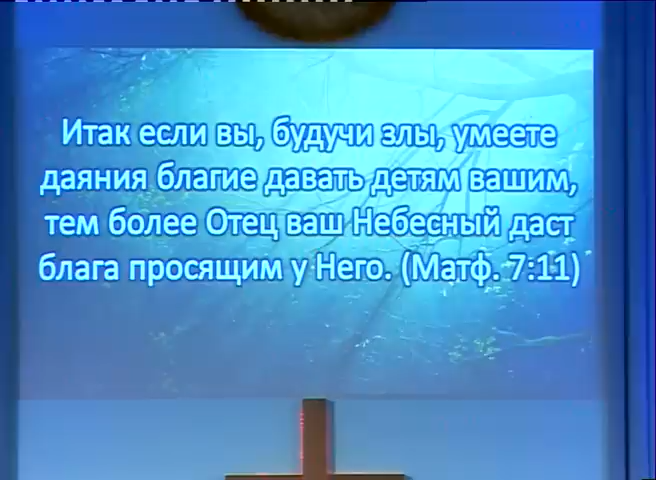 Итак если вы, будучи злы, умеете
даяния благие давать детям вашим,
тем более Отец ваш Небесный даст
блага просящим у Него. (Матф. 7:11)